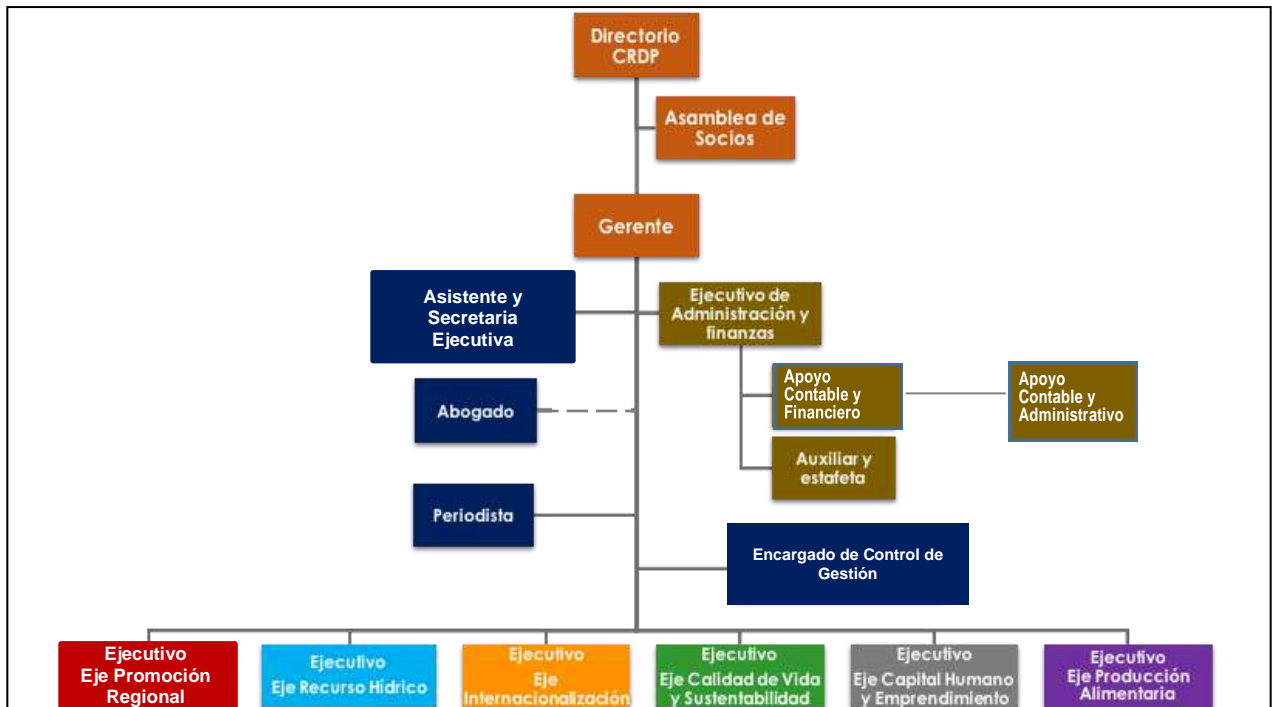 Directorio
CRDP
Asamblea de
Socios
Gerente
Asistente y
Secretaria
Ejecutiva
Ejecutivo de
Administración y
finanzas
Apoyo
Contable y
Financiero
Apoyo
Contable y
Administrativo
Abogado
Auxiliar y
estafeta
Periodista
Encargado de Control de
Gestión
Ejecutivo
Eje Promoción
Regional
Ejecutivo
Eje Recurso Hídrico
Ejecutivo
Eje
Internacionalización
Ejecutivo
Eje Calidad de Vida
y Sustentabilidad
Ejecutivo
Eje Capital Humano
y Emprendimiento
Ejecutivo
Eje Producción
Alimentaria